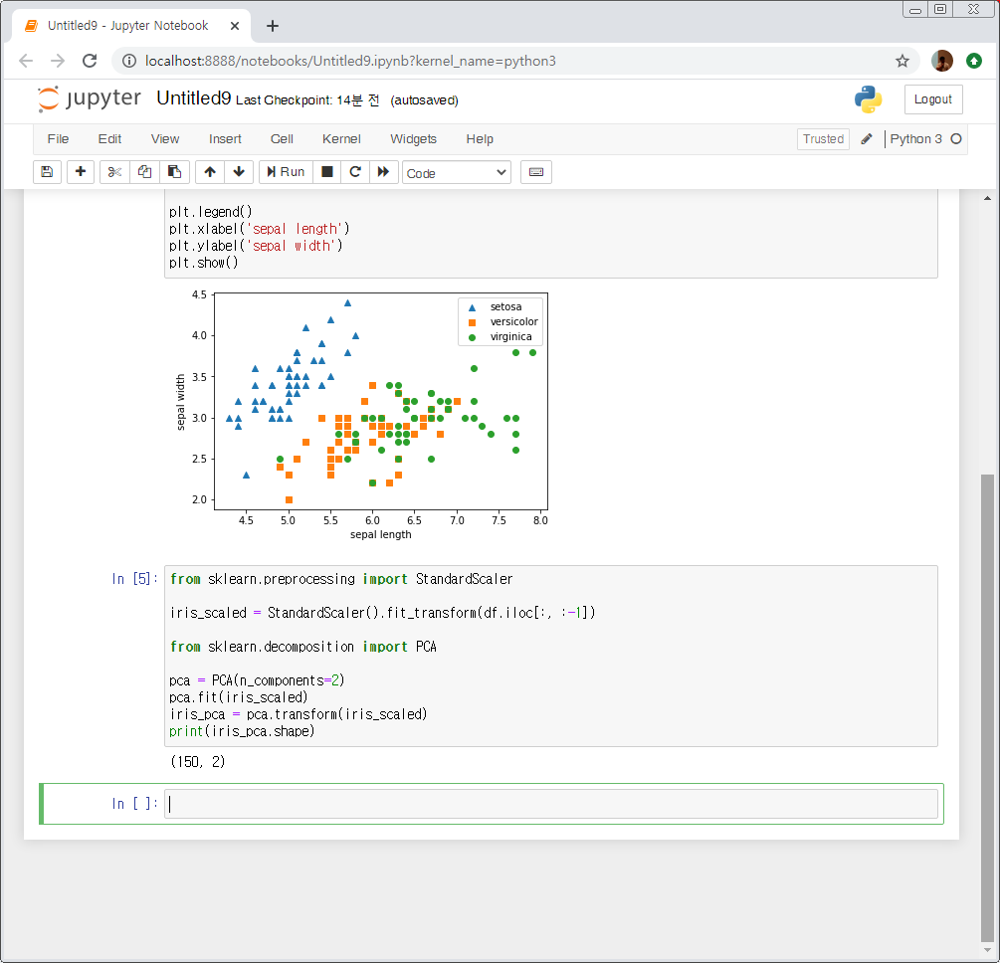 Untitled9 - Jupyter Notebook
localhost:8888/notebooks/Untitled9.ipynb?kernel_name=python3
jupyter Untitled9 Last Checkpoint: 14분 전 (autosaved)
Logout
File Edit View Insert Cell Kernel Widgets Help Trusted Python 3
Run Code
plt.legend()
plt.xlabel('sepal length')
plt.ylabel('sepal width')
plt.show()
4.5
4.0
3.5
3.0
2.5
2.0
sepal width
setosa
versicolor
virginica
4.5 5.0 5.5 6.0 6.5 7.0 7.5 8.0
sepal length
In [5]:
from sklearn.preprocessing import StandardScaler
iris_scaled = StandardScaler().fit_transform(df.iloc[:, :-1])
from sklearn.decomposition import PCA
pca = PCA(n_components=2)
pca.fit(iris_scaled)
iris_pca = pca.transform(iris_scaled)
print(iris_pca.shape)
(150, 2)
In [ ]: